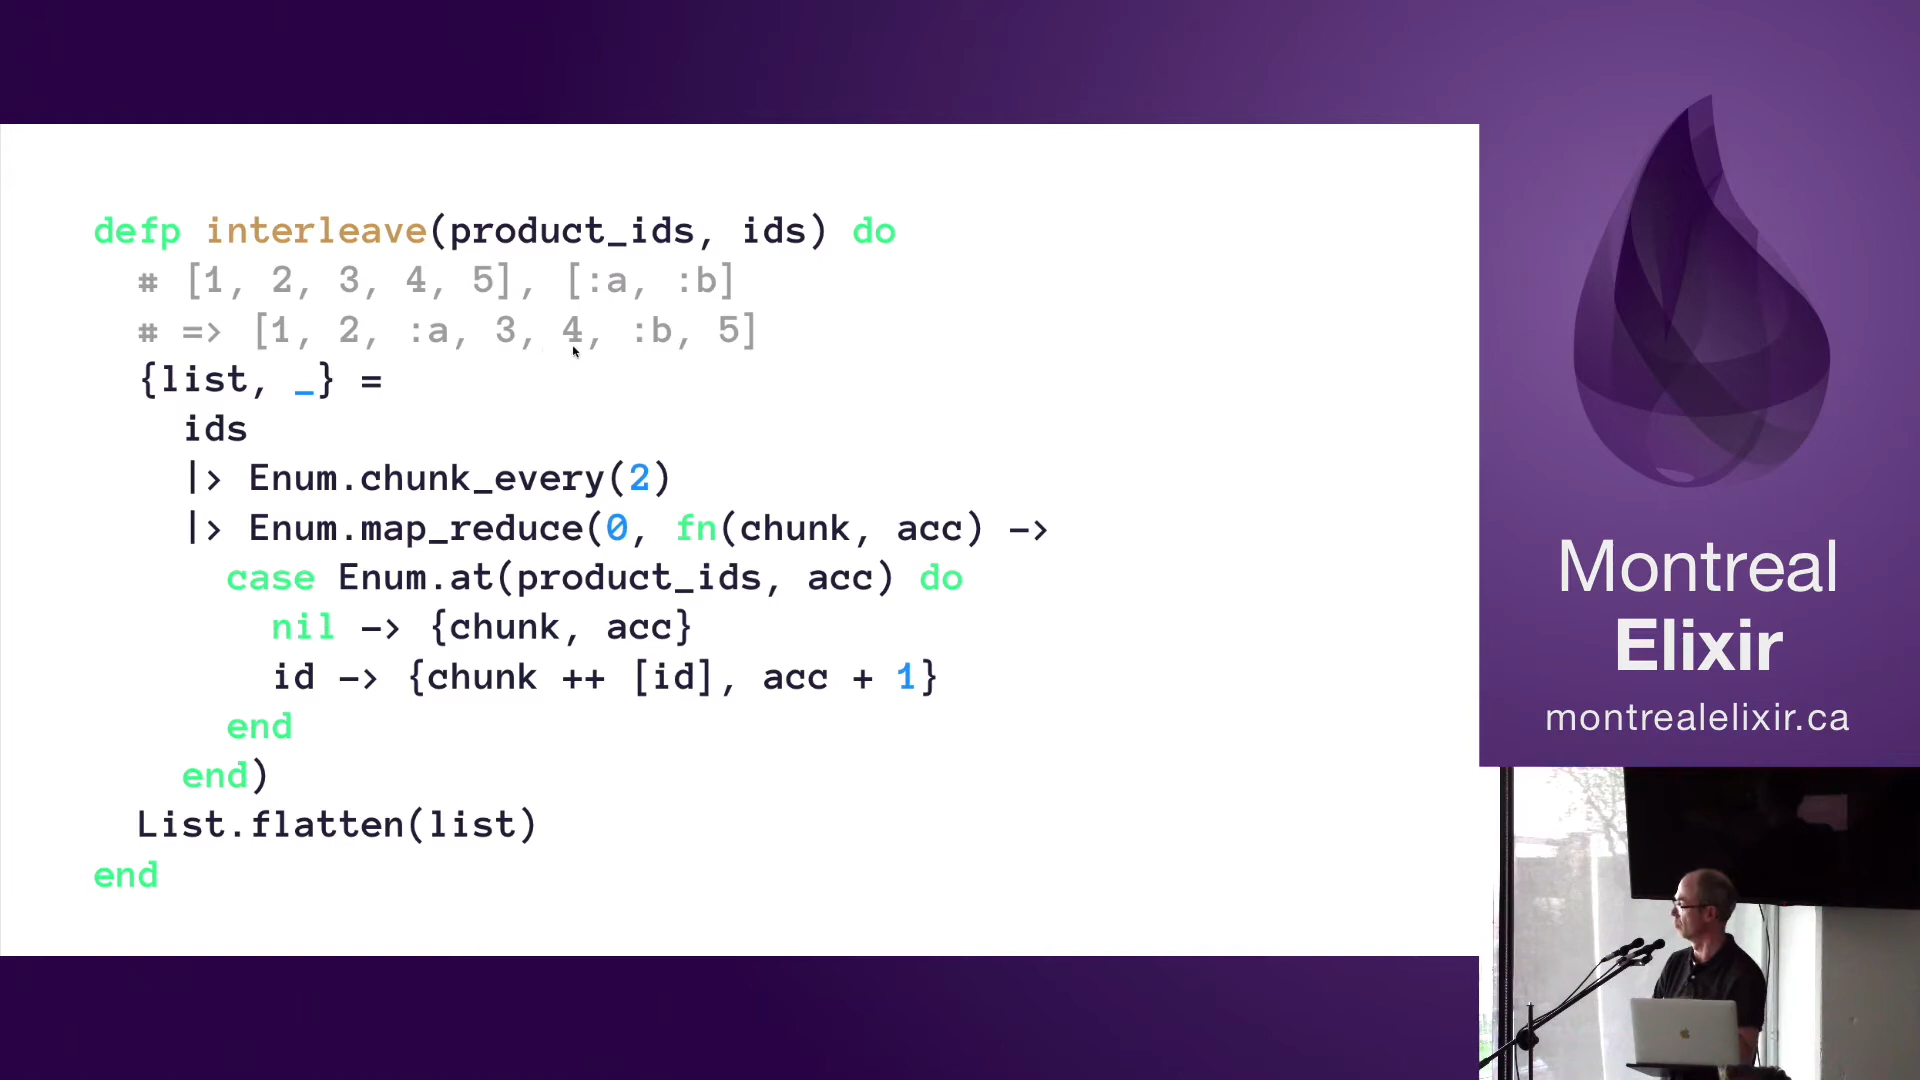 defp interleave(product_ids, ids) do
  # [1, 2, 3, 4, 5], [:a, :b]
  # => [1, 2, :a, 3, 4, :b, 5]
  {list, _} =
    ids
    |> Enum.chunk_every(2)
    |> Enum.map_reduce(0, fn(chunk, acc) ->
      case Enum.at(product_ids, acc) do
        nil -> {chunk, acc}
        id -> {chunk ++ [id], acc + 1}
      end
    end)
  List.flatten(list)
end
Montreal
Elixir
montrealelixir.ca